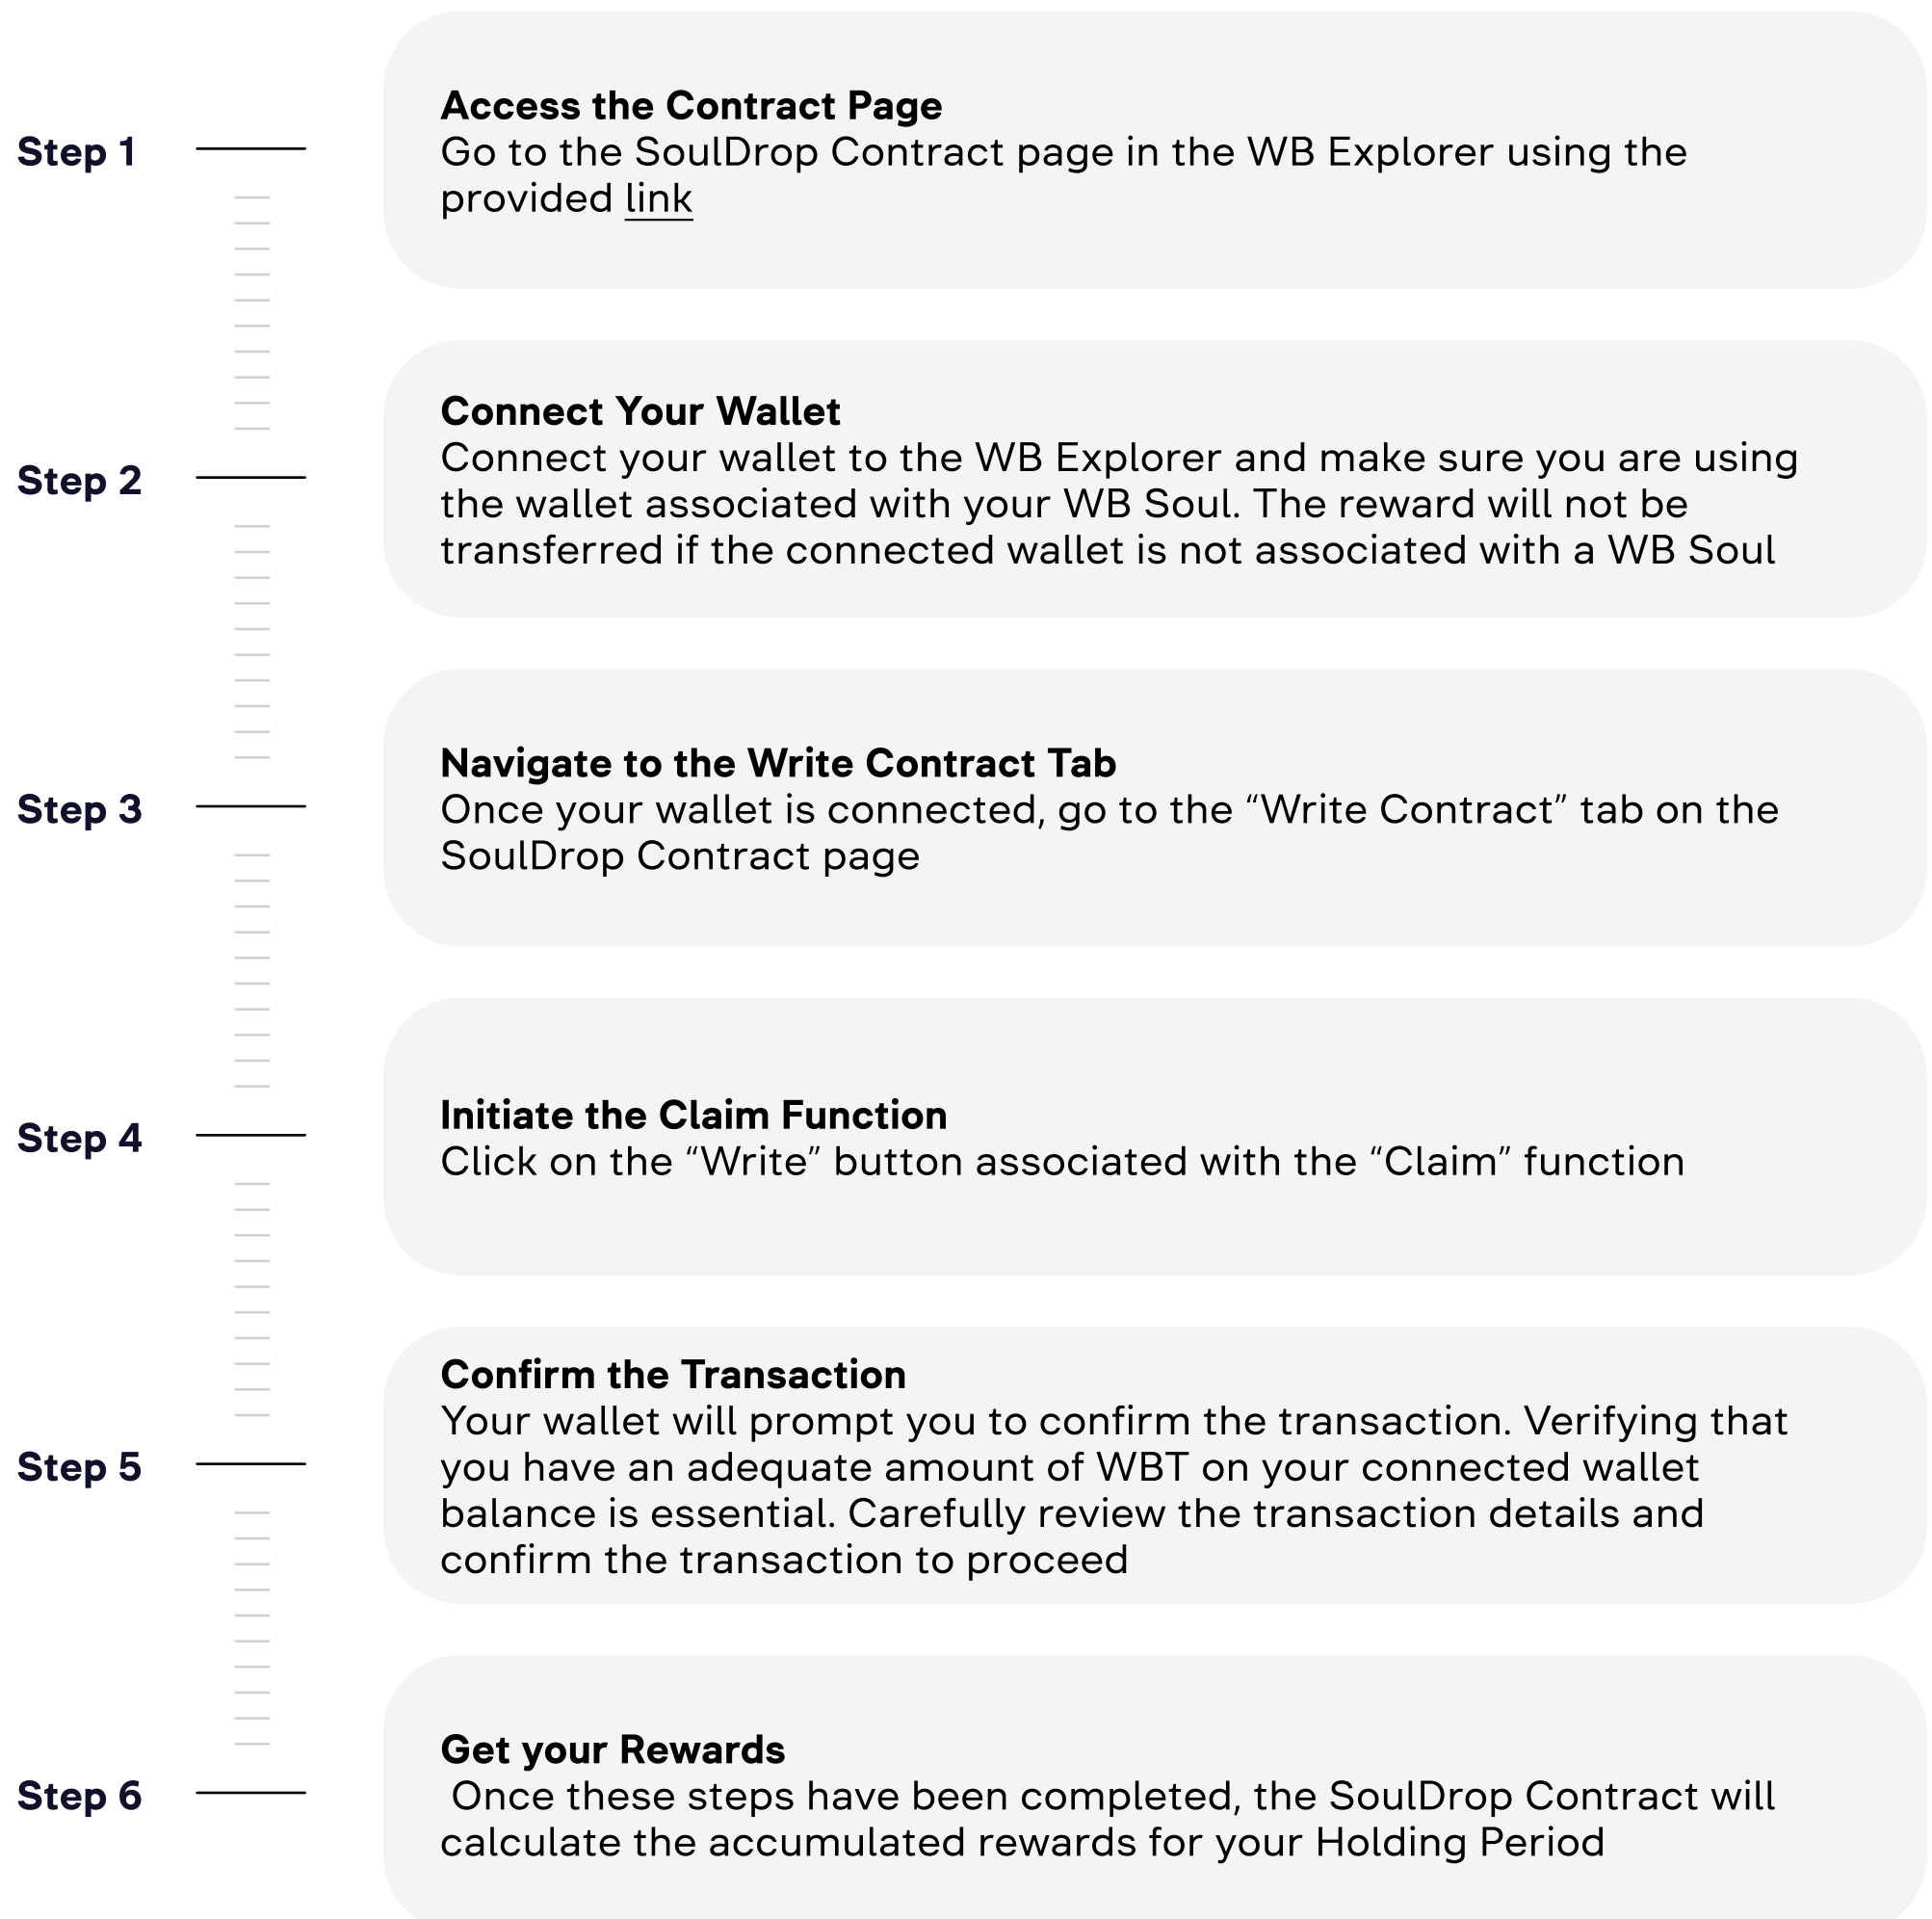 Step 1
Access the Contract Page
Go to the SoulDrop Contract page in the WB Explorer using the
provided link
Step 2
Connect Your Wallet
Connect your wallet to the WB Explorer and make sure you are using
the wallet associated with your WB Soul. The reward will not be
transferred if the connected wallet is not associated with a WB Soul
Step 3
Navigate to the Write Contract Tab
Once your wallet is connected, go to the “Write Contract” tab on the
SoulDrop Contract page
Step 4
Initiate the Claim Function
Click on the “Write” button associated with the “Claim” function
Step 5
Confirm the Transaction
Your wallet will prompt you to confirm the transaction. Verifying that
you have an adequate amount of WBT on your connected wallet
balance is essential. Carefully review the transaction details and
confirm the transaction to proceed
Step 6
Get your Rewards
Once these steps have been completed, the SoulDrop Contract will
calculate the accumulated rewards for your Holding Period